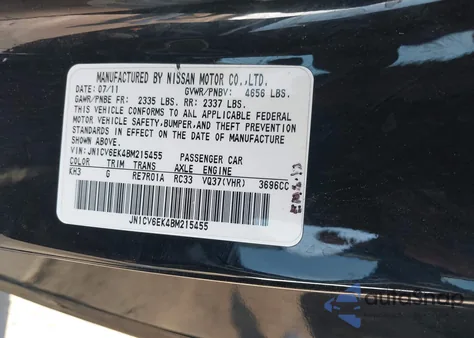 MANUFACTURED BY NISSAN MOTOR CO.,LTD.
DATE: 07/11 GVWR/PNBV: 4656 LBS.
GAWR/PNBE FR: 2335 LBS. RR: 2337 LBS.
THIS VEHICLE CONFORMS TO ALL APPLICABLE FEDERAL
MOTOR VEHICLE SAFETY,BUMPER,AND THEFT PREVENTION
STANDARDS IN EFFECT ON THE DATE OF MANUFACTURE
SHOWN ABOVE.
VIN: JN1CV6EK4BM215455 PASSENGER CAR
COLOR TRIM TRANS AXLE ENGINE
KH3 G RE7R01A RC33 VQ37(VHR) 3696CC
JN1CV6EK4BM215455
autosnap